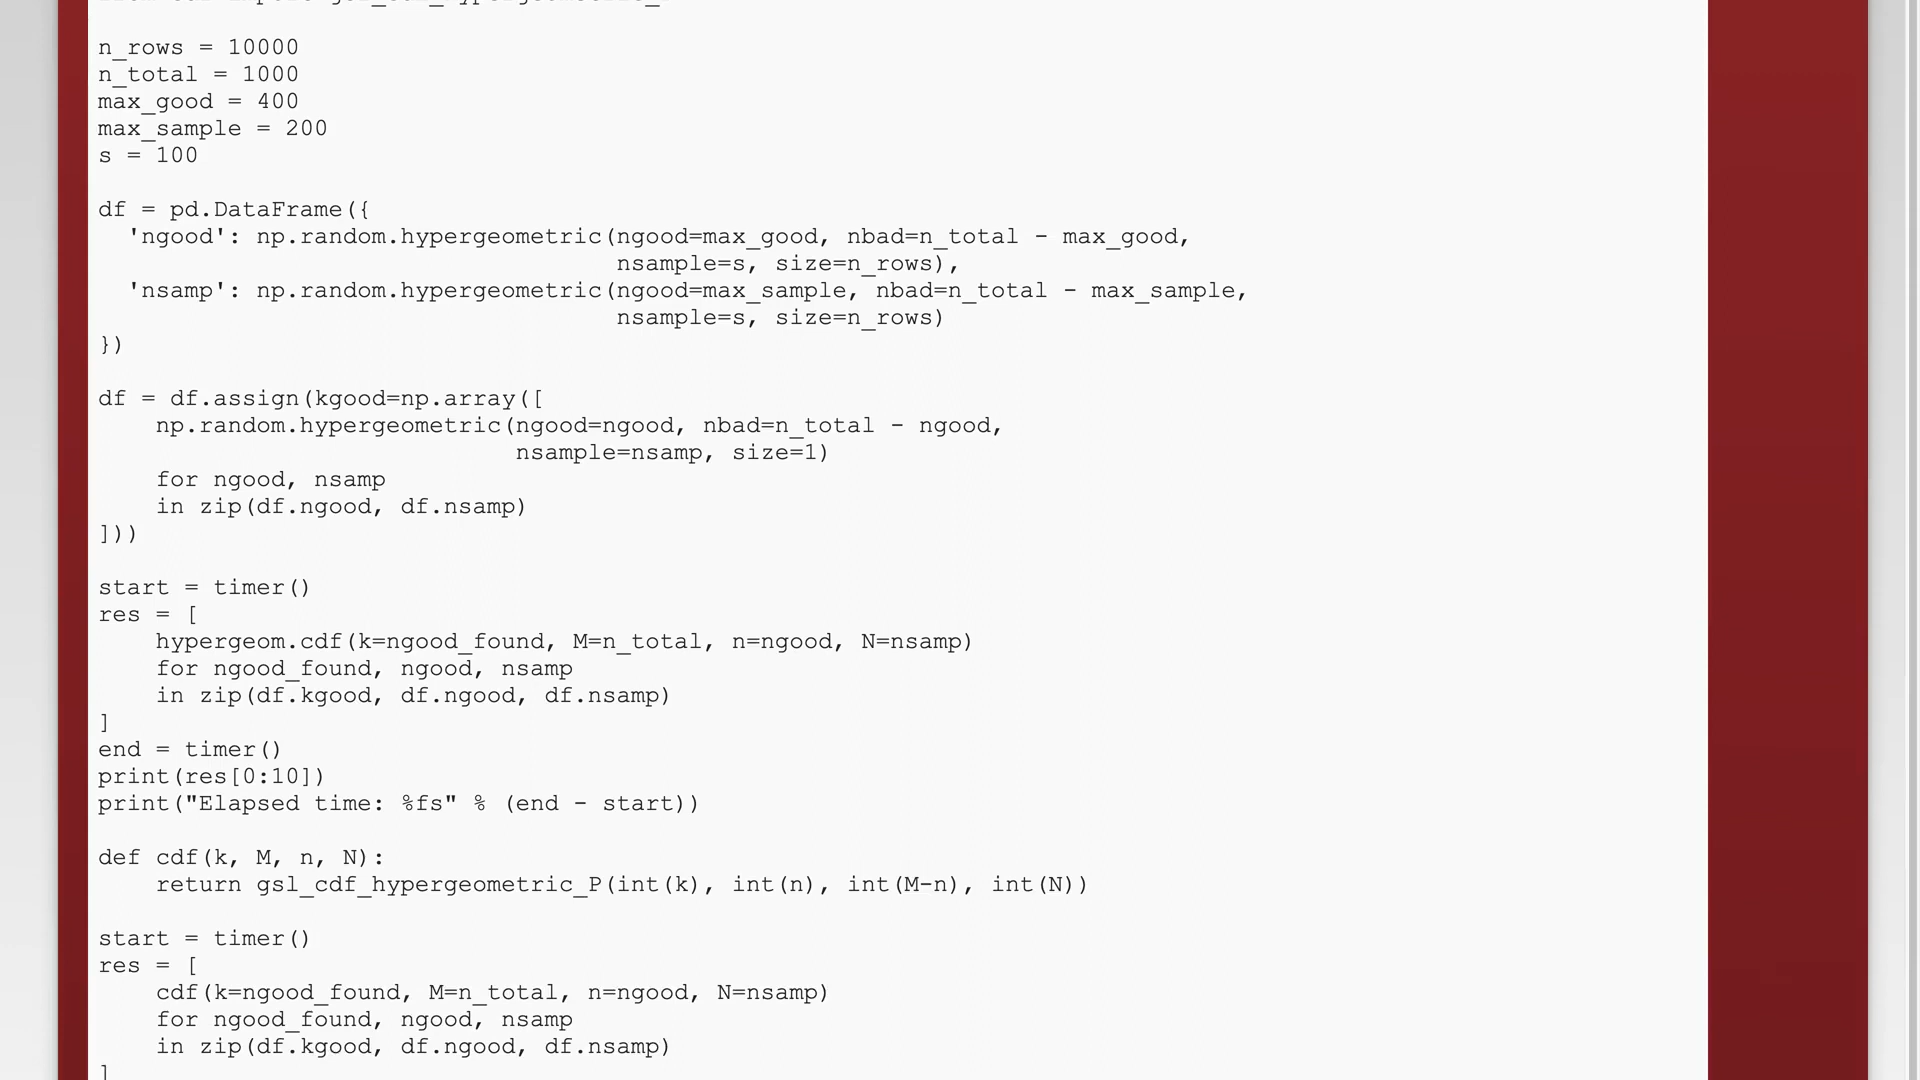 n_rows = 10000
n_total = 1000
max_good = 400
max_sample = 200
s = 100
df = pd.DataFrame({
  'ngood': np.random.hypergeometric(ngood=max_good, nbad=n_total - max_good,
                                    nsample=s, size=n_rows),
  'nsamp': np.random.hypergeometric(ngood=max_sample, nbad=n_total - max_sample,
                                    nsample=s, size=n_rows)
})
df = df.assign(kgood=np.array([
    np.random.hypergeometric(ngood=ngood, nbad=n_total - ngood,
                             nsample=nsamp, size=1)
    for ngood, nsamp
    in zip(df.ngood, df.nsamp)
]))
start = timer()
res = [
    hypergeom.cdf(k=ngood_found, M=n_total, n=ngood, N=nsamp)
    for ngood_found, ngood, nsamp
    in zip(df.kgood, df.ngood, df.nsamp)
]
end = timer()
print(res[0:10])
print("Elapsed time: %fs" % (end - start))
def cdf(k, M, n, N):
    return gsl_cdf_hypergeometric_P(int(k), int(n), int(M-n), int(N))
start = timer()
res = [
    cdf(k=ngood_found, M=n_total, n=ngood, N=nsamp)
    for ngood_found, ngood, nsamp
    in zip(df.kgood, df.ngood, df.nsamp)
]